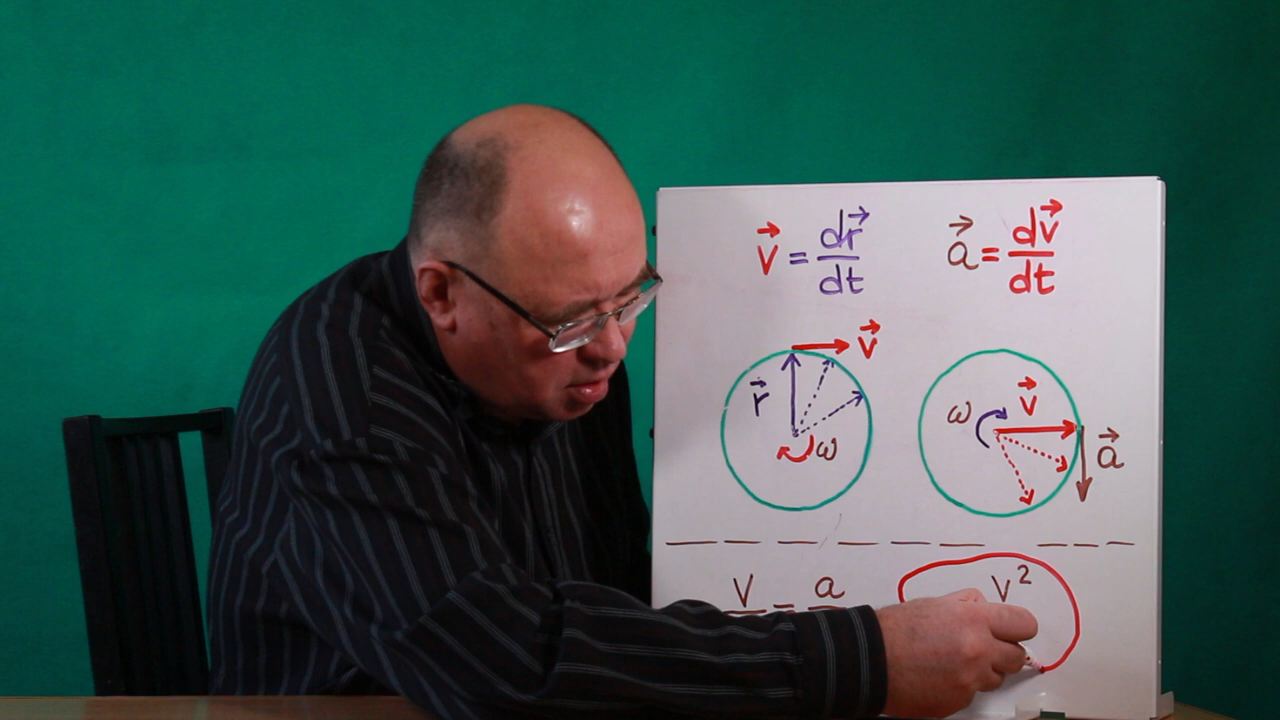 v⃗ = dr⃗/dt
a⃗ = dv⃗/dt
v⃗
r⃗
ω
ω
v⃗
a⃗
V = a
V²